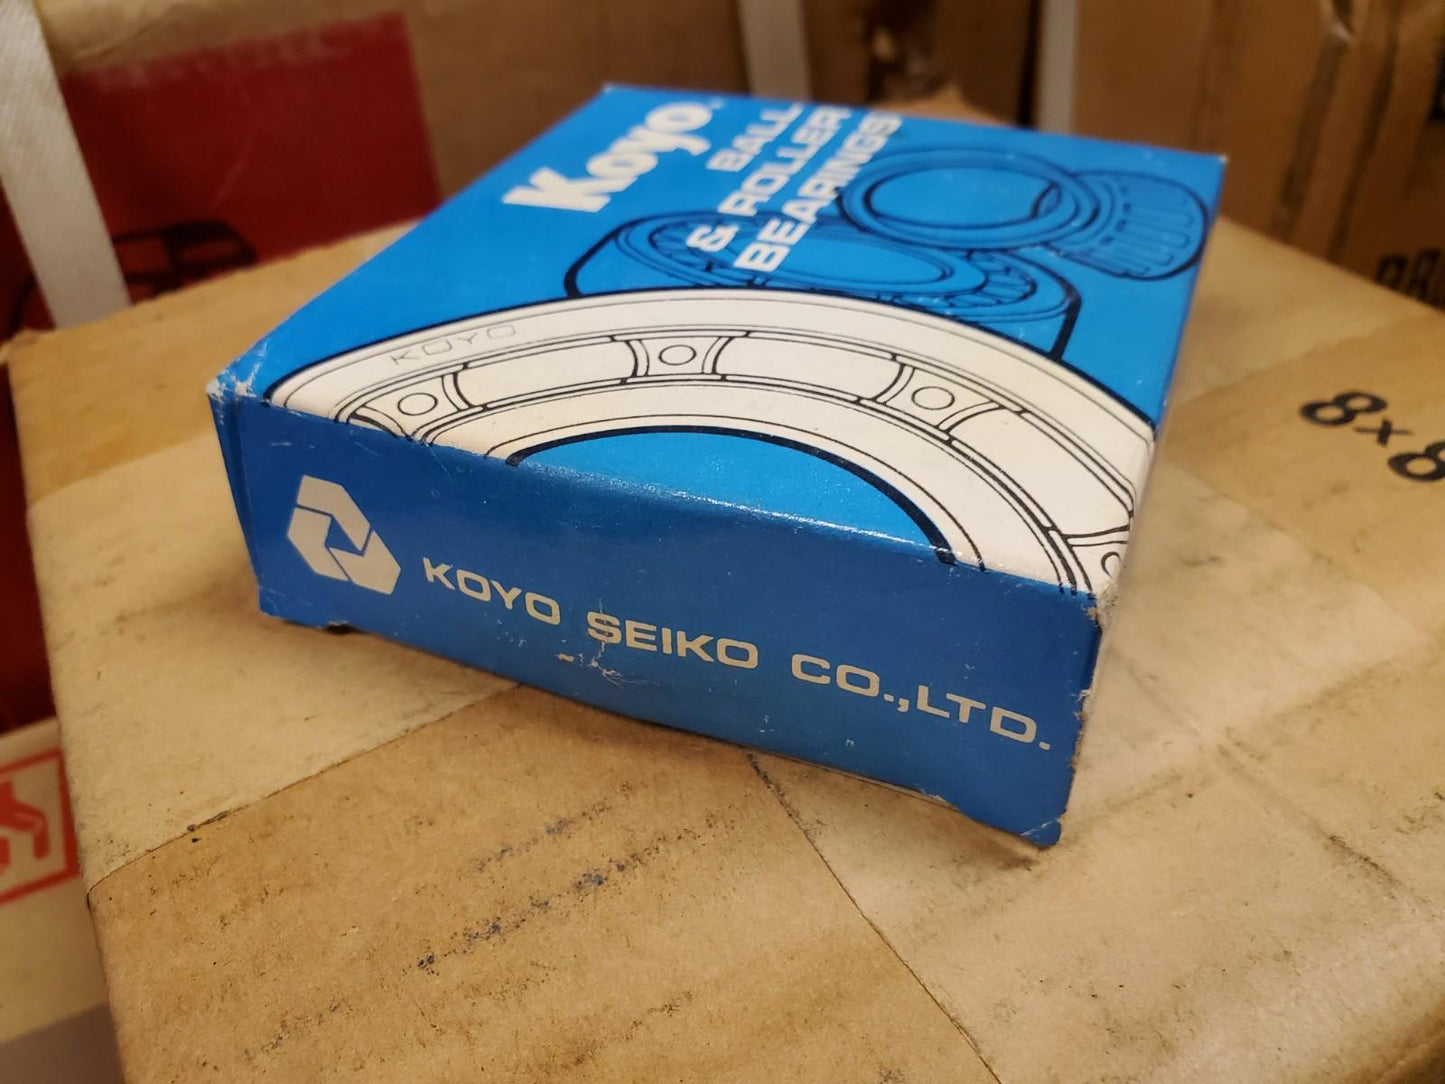 Koyo
BALL
& ROLLER
BEARINGS
KOYO
KOYO SEIKO CO.,LTD.
8×8